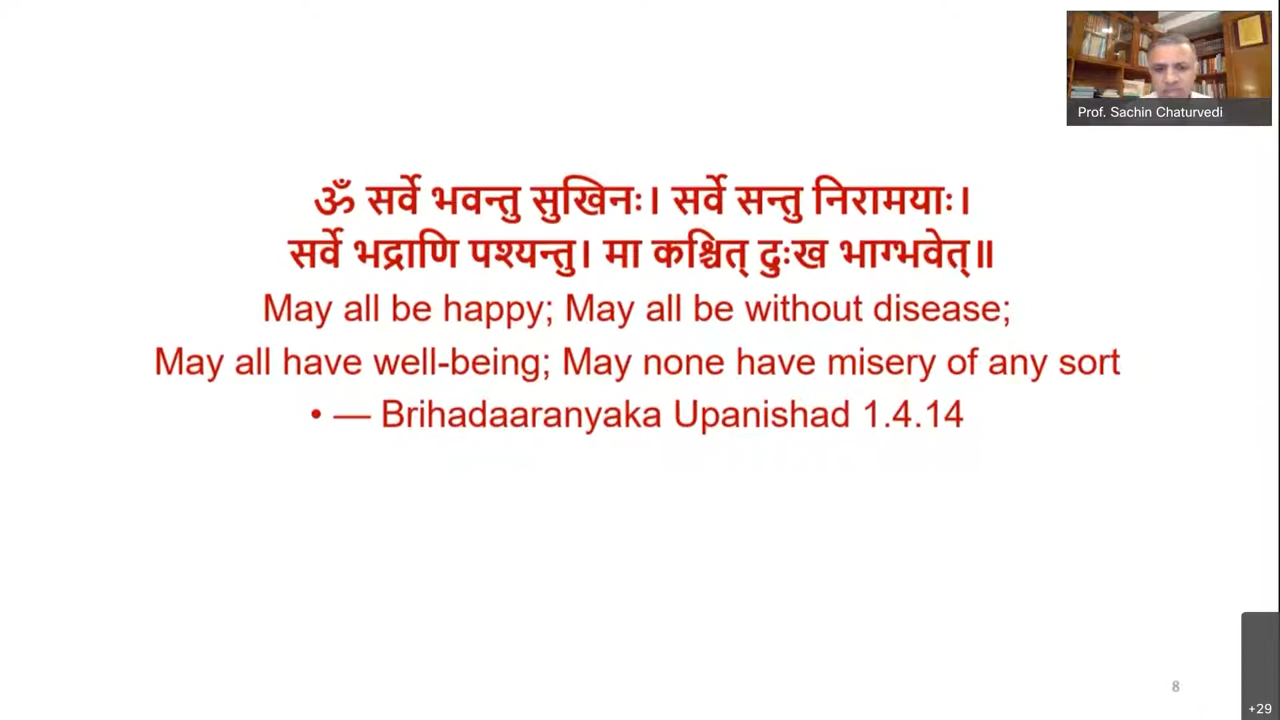 Prof. Sachin Chaturvedi
ॐ सर्वे भवन्तु सुखिनः। सर्वे सन्तु निरामयाः।
सर्वे भद्राणि पश्यन्तु। मा कश्चित् दुःख भाग्भवेत्॥
May all be happy; May all be without disease;
May all have well-being; May none have misery of any sort
• — Brihadaaranyaka Upanishad 1.4.14
8
+29